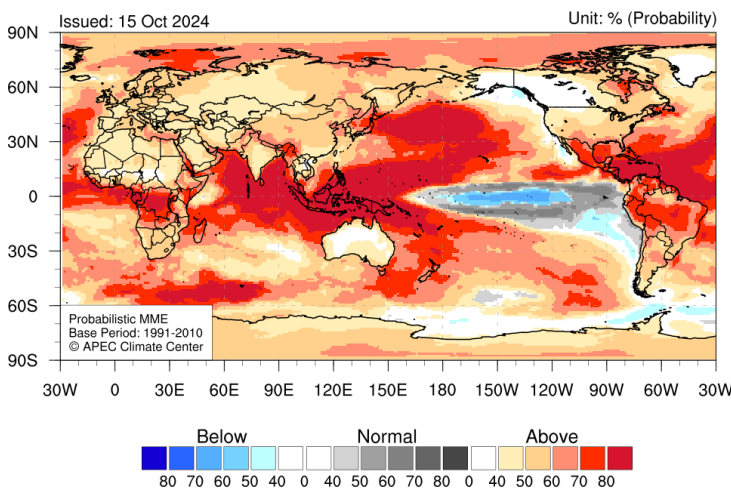 Issued: 15 Oct 2024 Unit: % (Probability)
90N
60N
30N
0
30S
60S
90S
Probabilistic MME
Base Period: 1991-2010
© APEC Climate Center
30W 0 30E 60E 90E 120E 150E 180 150W 120W 90W 60W 30W
Below Normal Above
80 70 60 50 40 0 40 50 60 70 80 0 40 50 60 70 80